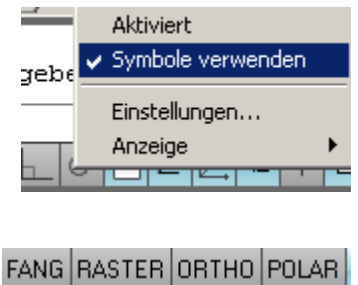 Aktiviert
Symbole verwenden
Einstellungen...
Anzeige
FANG RASTER ORTHO POLAR